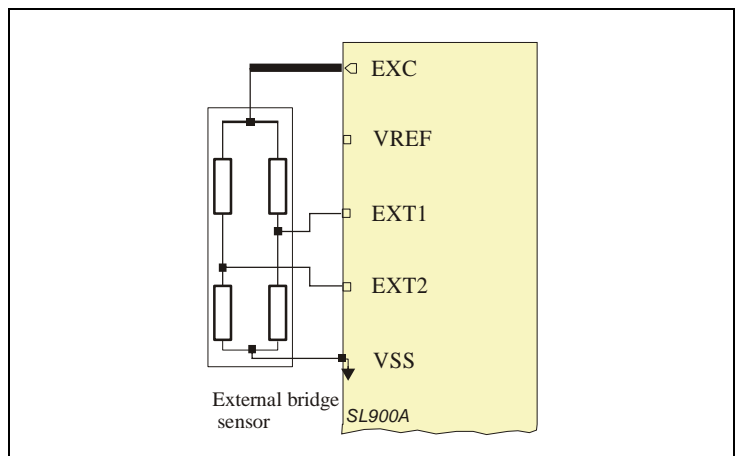 EXC
VREF
EXT1
EXT2
VSS
External bridge
sensor
SL900A